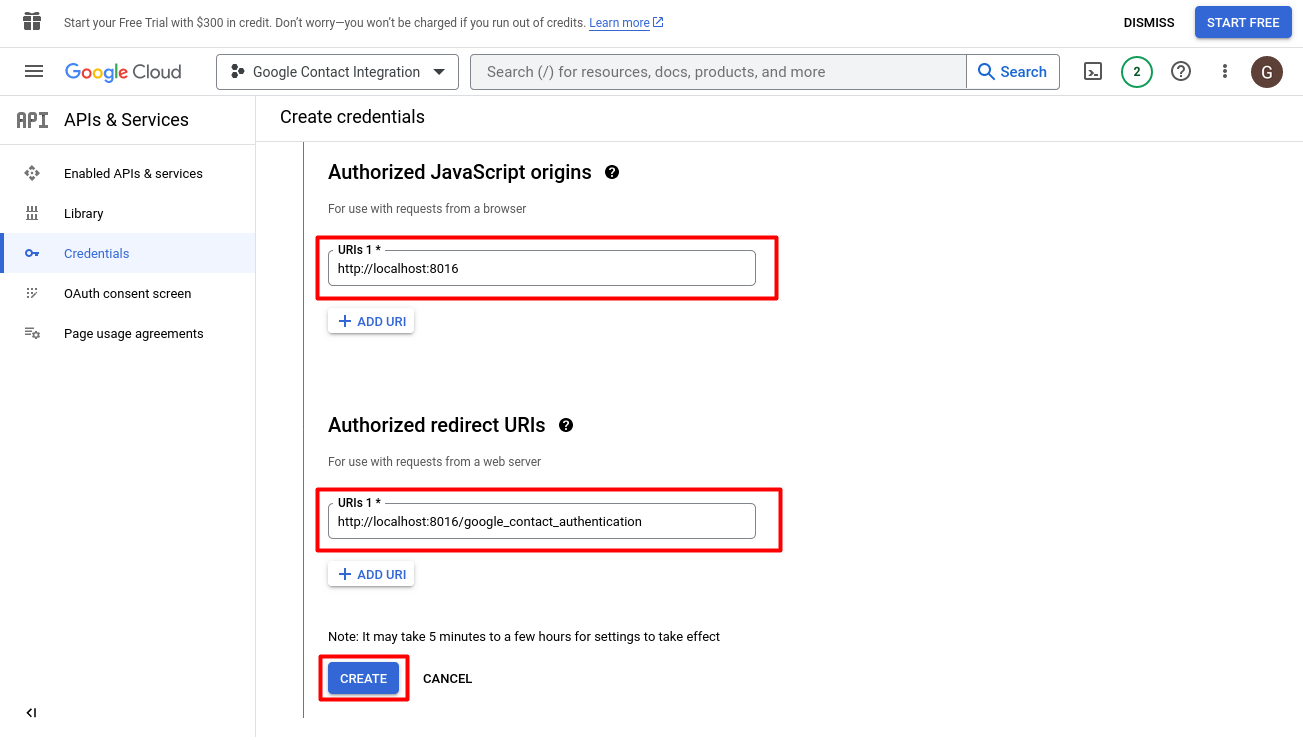 Start your Free Trial with $300 in credit. Don’t worry—you won’t be charged if you run out of credits. Learn more
DISMISS
START FREE
Google Cloud
Google Contact Integration
Search (/) for resources, docs, products, and more
Search
2
G
API
APIs & Services
Create credentials
Enabled APIs & services
Library
Credentials
OAuth consent screen
Page usage agreements
Authorized JavaScript origins
For use with requests from a browser
URIs 1 *
http://localhost:8016
ADD URI
Authorized redirect URIs
For use with requests from a web server
URIs 1 *
http://localhost:8016/google_contact_authentication
ADD URI
Note: It may take 5 minutes to a few hours for settings to take effect
CREATE
CANCEL